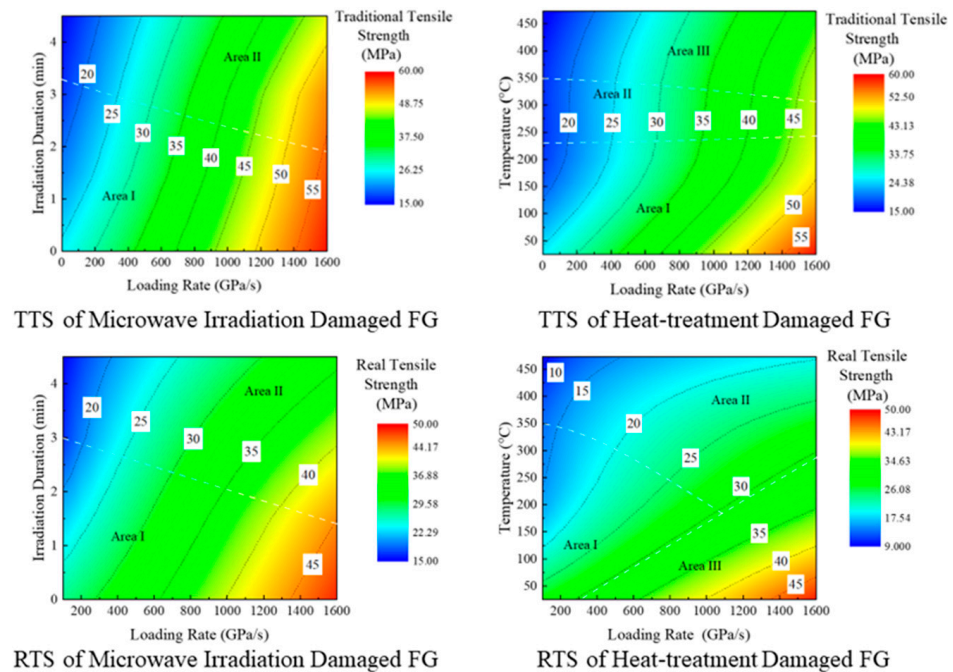 Traditional Tensile
Strength
(MPa)
60.00
48.75
37.50
26.25
15.00
Irradiation Duration (min)
4
3
2
1
0
Area II
20
25
30
35
40
45
50
55
Area I
0 200 400 600 800 1000 1200 1400 1600
Loading Rate (GPa/s)
TTS of Microwave Irradiation Damaged FG
Traditional Tensile
Strength
(MPa)
60.00
52.50
43.13
33.75
24.38
15.00
Temperature (°C)
450
400
350
300
250
200
150
100
50
Area III
Area II
20 25 30 35 40 45
50
Area I
55
0 200 400 600 800 1000 1200 1400 1600
Loading Rate (GPa/s)
TTS of Heat-treatment Damaged FG
Real Tensile
Strength
(MPa)
50.00
44.17
36.88
29.58
22.29
15.00
Irradiation Duration (min)
4
3
2
1
0
Area II
20
25
30
35
40
Area I
45
200 400 600 800 1000 1200 1400 1600
Loading Rate (GPa/s)
RTS of Microwave Irradiation Damaged FG
Real Tensile
Strength
(MPa)
50.00
43.17
34.63
26.08
17.54
9.000
Temperature (°C)
450
400
350
300
250
200
150
100
50
10
15
Area II
20
25
30
35
Area I
Area III
40
45
200 400 600 800 1000 1200 1400 1600
Loading Rate (GPa/s)
RTS of Heat-treatment Damaged FG